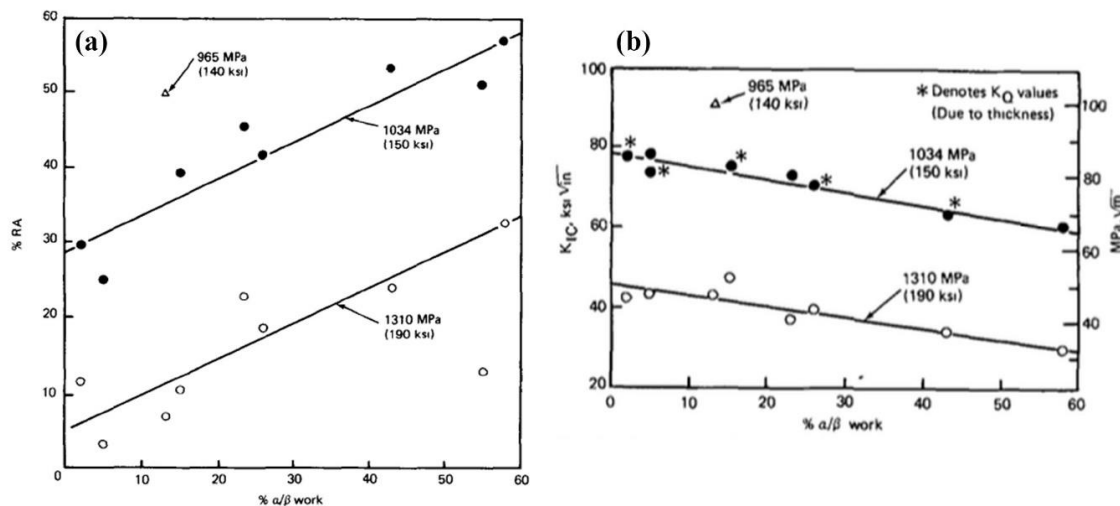 (a)
60
50
40
30
20
10
0
% RA
965 MPa
(140 ksi)
1034 MPa
(150 ksi)
1310 MPa
(190 ksi)
0 10 20 30 40 50 60
% α/β work
(b)
100
80
60
40
20
KIC, ksi √in
965 MPa
(140 ksi)
* Denotes KQ values
(Due to thickness)
1034 MPa
(150 ksi)
1310 MPa
(190 ksi)
100
80
60
40
MPa √m
0 10 20 30 40 50 60
% α/β work